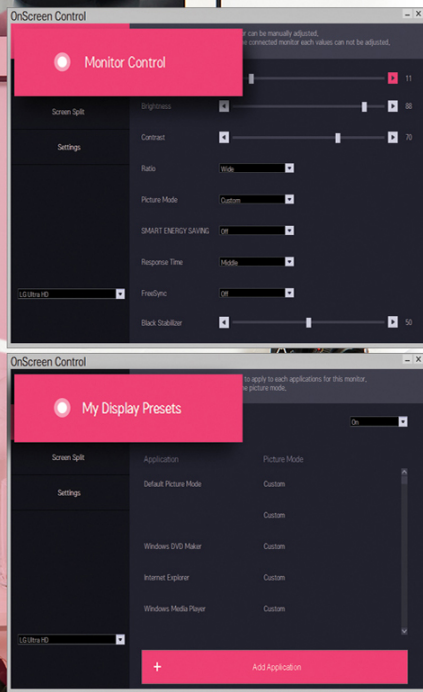 OnScreen Control
or can be manually adjusted.
he connected monitor each values can not be adjusted.
Monitor Control
11
Brightness
88
Screen Split
Contrast
70
Settings
Ratio
Wide
Picture Mode
Custom
SMART ENERGY SAVING
Off
Response Time
Middle
LG Ultra HD
FreeSync
Off
Black Stabilizer
50
OnScreen Control
to apply to each applications for this monitor,
e picture mode,
My Display Presets
On
Screen Split
Application
Picture Mode
Settings
Default Picture Mode
Custom
Custom
Windows DVD Maker
Custom
Internet Explorer
Custom
Windows Media Player
Custom
LG Ultra HD
+ Add Application